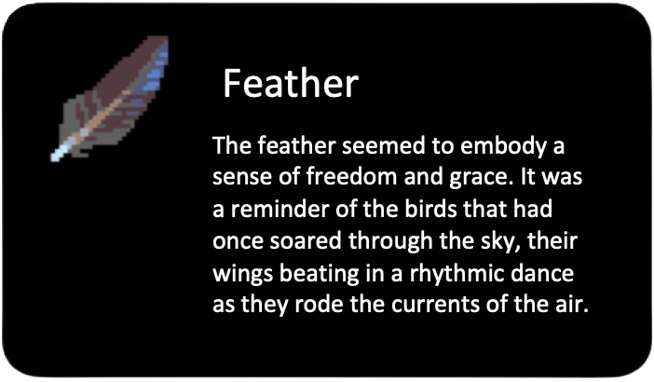 Feather
The feather seemed to embody a
sense of freedom and grace. It was
a reminder of the birds that had
once soared through the sky, their
wings beating in a rhythmic dance
as they rode the currents of the air.